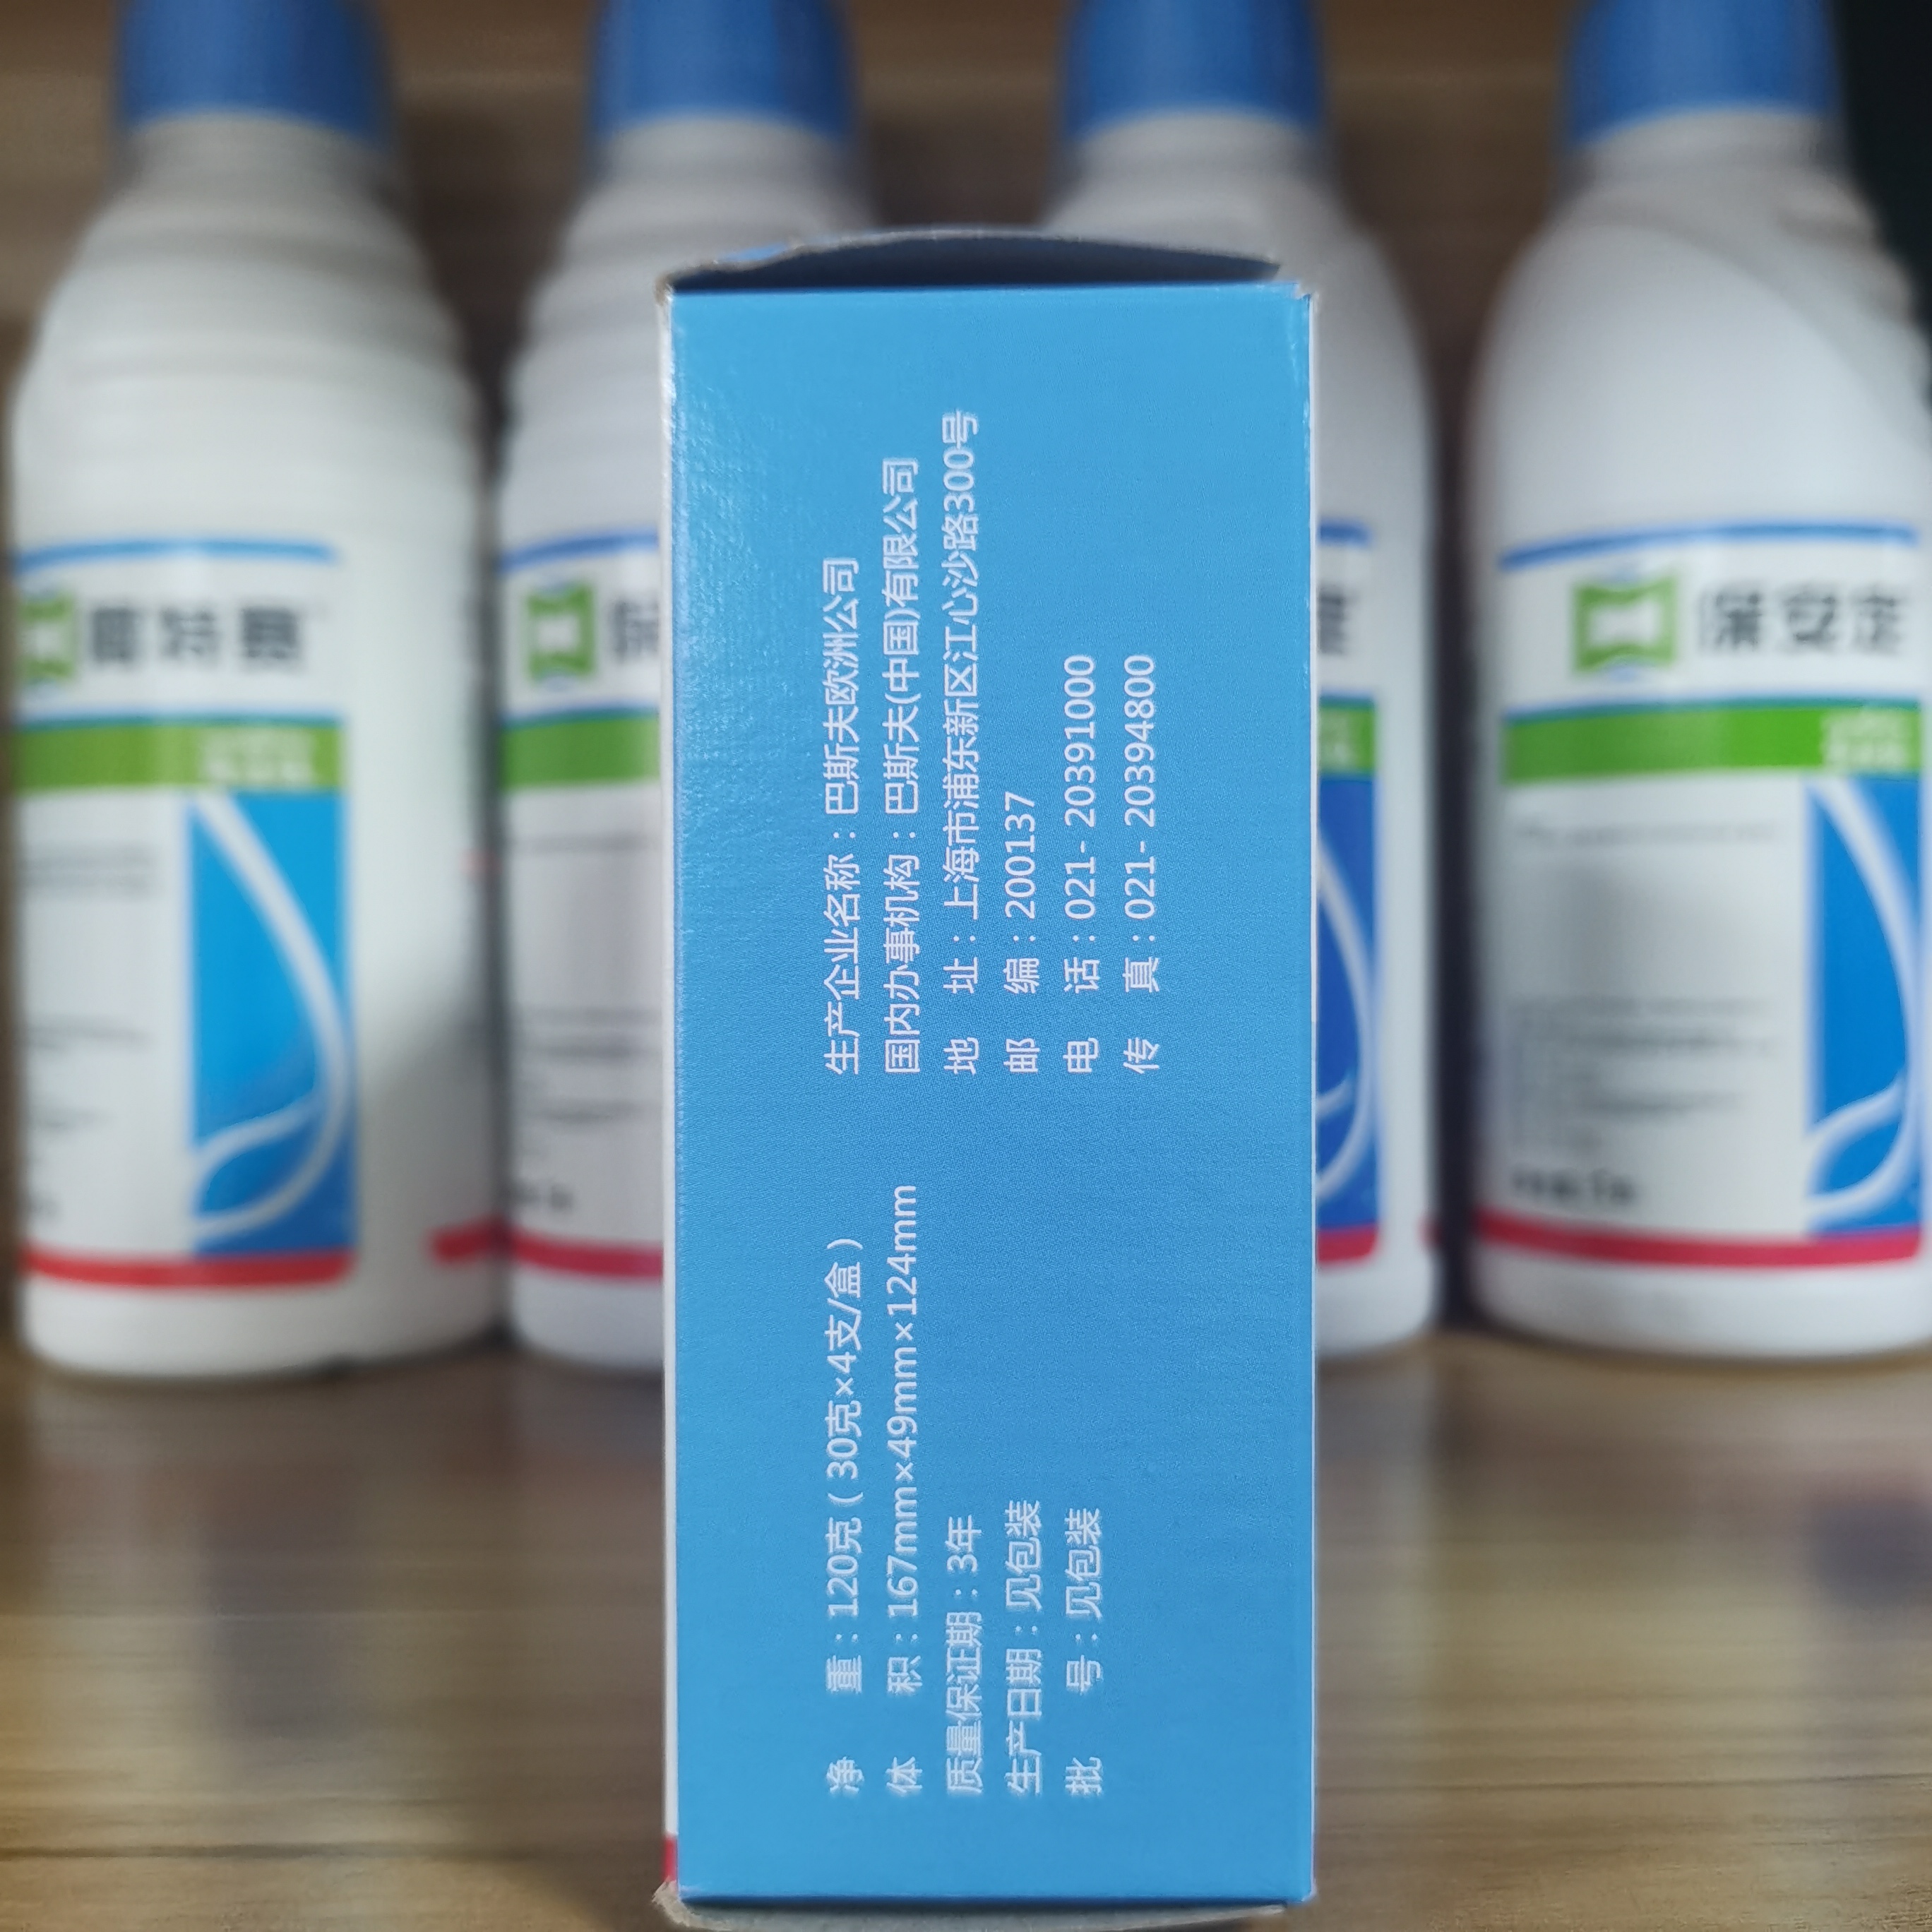 净 重：120克（30克×4支/盒）
体 积：167mm×49mm×124mm
质量保证期：3年
生产日期：见包装
批 号：见包装
生产企业名称：巴斯夫欧洲公司
国内办事机构：巴斯夫(中国)有限公司
地 址：上海市浦东新区江心沙路300号
邮 编：200137
电 话：021- 20391000
传 真：021- 20394800